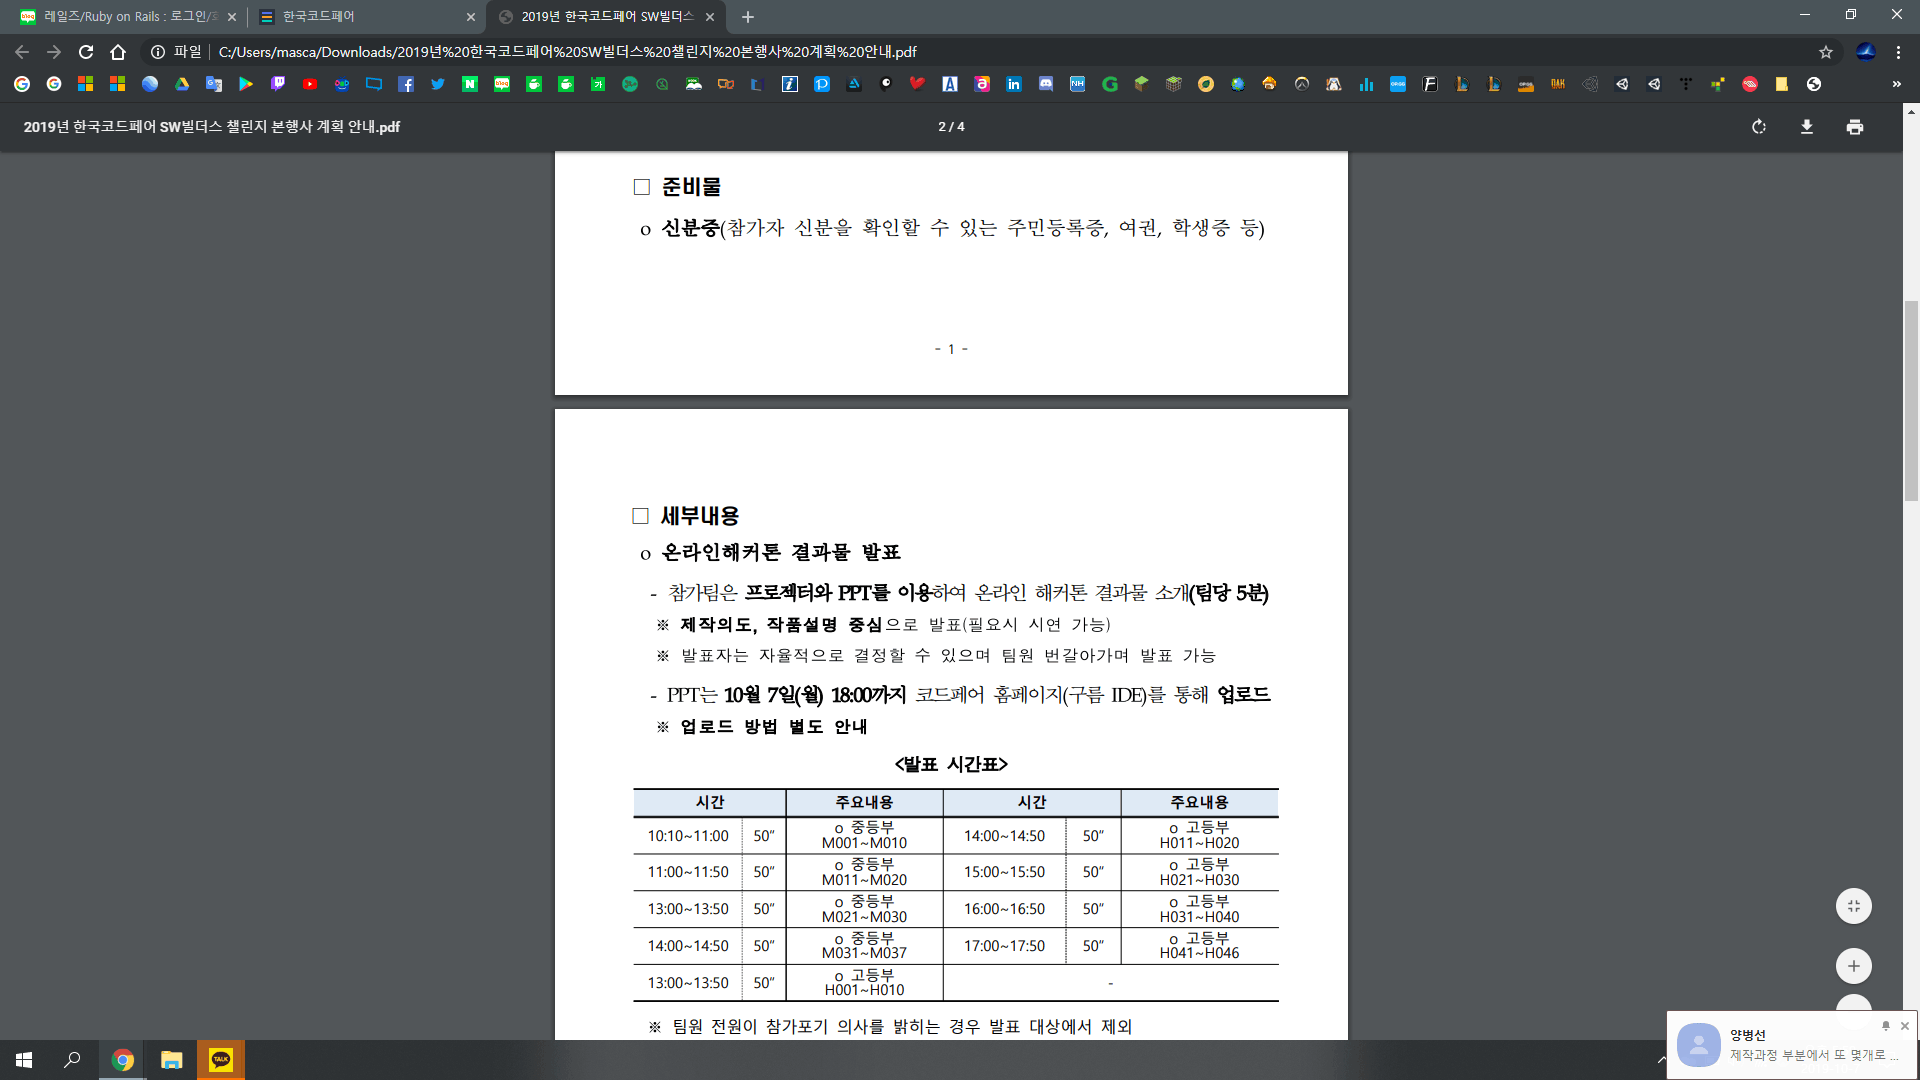 레일즈/Ruby on Rails : 로그인/회
한국코드페어
2019년 한국코드페어 SW빌더스
파일
C:/Users/masca/Downloads/2019년%20한국코드페어%20SW빌더스%20챌린지%20본행사%20계획%20안내.pdf
2019년 한국코드페어 SW빌더스 챌린지 본행사 계획 안내.pdf
2 / 4
□ 준비물
o 신분증(참가자 신분을 확인할 수 있는 주민등록증, 여권, 학생증 등)
- 1 -
□ 세부내용
o 온라인해커톤 결과물 발표
- 참가팀은 프로젝터와 PPT를 이용하여 온라인 해커톤 결과물 소개(팀당 5분)
※ 제작의도, 작품설명 중심으로 발표(필요시 시연 가능)
※ 발표자는 자율적으로 결정할 수 있으며 팀원 번갈아가며 발표 가능
- PPT는 10월 7일(월) 18:00까지 코드페어 홈페이지(구름 IDE)를 통해 업로드
※ 업로드 방법 별도 안내
<발표 시간표>
시간 주요내용 시간 주요내용
10:10~11:00 50" o 중등부 M001~M010 14:00~14:50 50" o 고등부 H011~H020
11:00~11:50 50" o 중등부 M011~M020 15:00~15:50 50" o 고등부 H021~H030
13:00~13:50 50" o 중등부 M021~M030 16:00~16:50 50" o 고등부 H031~H040
14:00~14:50 50" o 중등부 M031~M037 17:00~17:50 50" o 고등부 H041~H046
13:00~13:50 50" o 고등부 H001~H010 -
※ 팀원 전원이 참가포기 의사를 밝히는 경우 발표 대상에서 제외
양병선
제작과정 부분에서 또 몇개로 ...
TALK